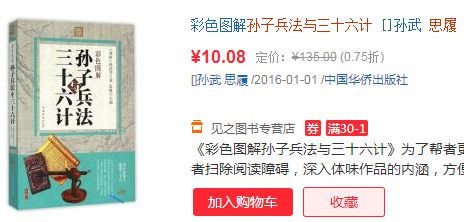 彩色图解孙子兵法与三十六计 []孙武 思履
¥10.08 定价：¥135.00 (0.75折)
[]孙武 思履 /2016-01-01 /中国华侨出版社
见之图书专营店 券 满30-1
《彩色图解孙子兵法与三十六计》为了帮者更
者扫除阅读障碍，深入体味作品的内涵，方便
加入购物车 收藏
彩色图解
孙子兵法
与
三十六计